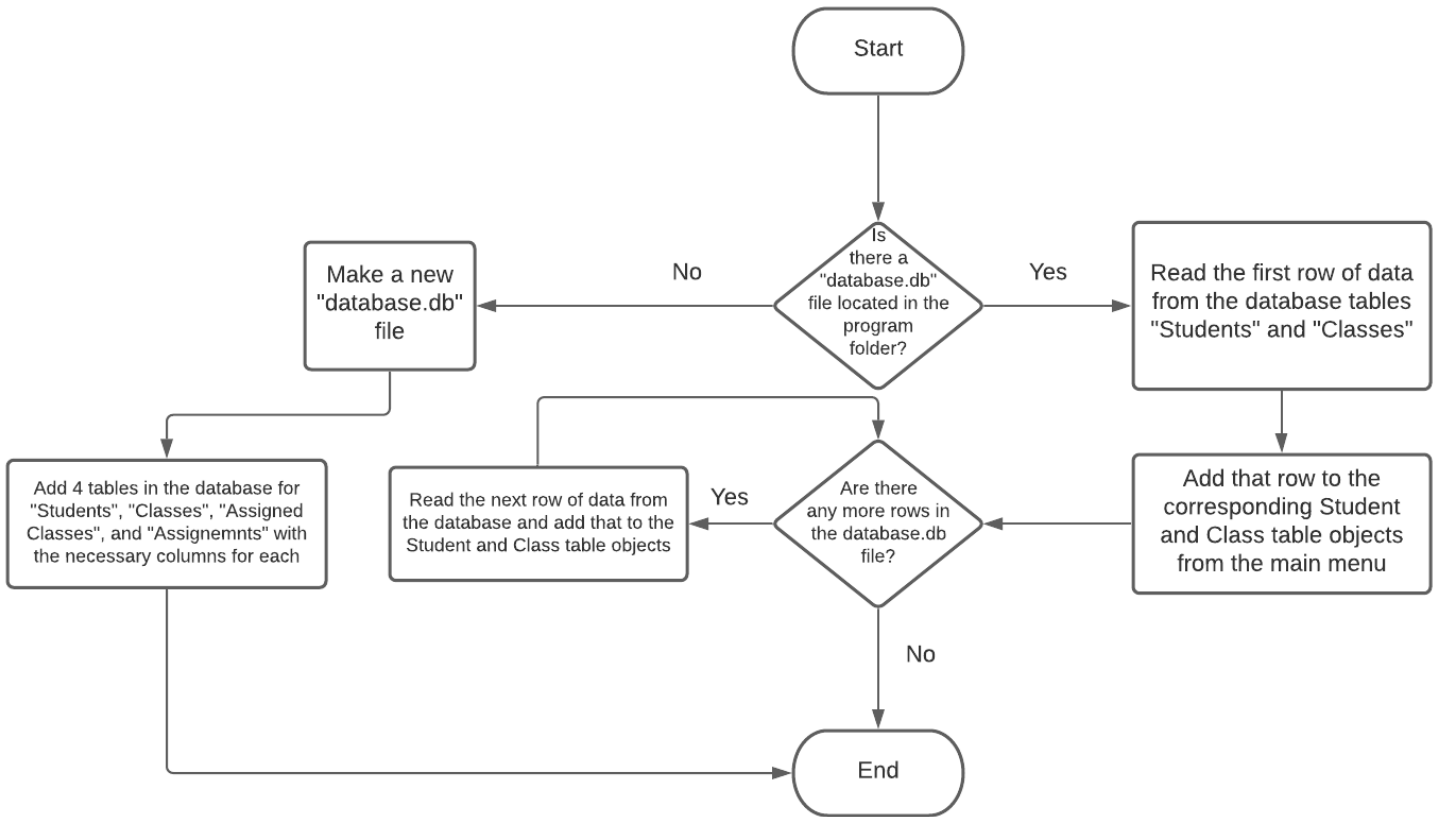 Start
Is
there a
"database.db"
file located in the
program
folder?
No
Yes
Make a new
"database.db"
file
Read the first row of data
from the database tables
"Students" and "Classes"
Add 4 tables in the database for
"Students", "Classes", "Assigned
Classes", and "Assignemnts" with
the necessary columns for each
Read the next row of data from
the database and add that to the
Student and Class table objects
Yes
Are there
any more rows in
the database.db
file?
Add that row to the
corresponding Student
and Class table objects
from the main menu
No
End